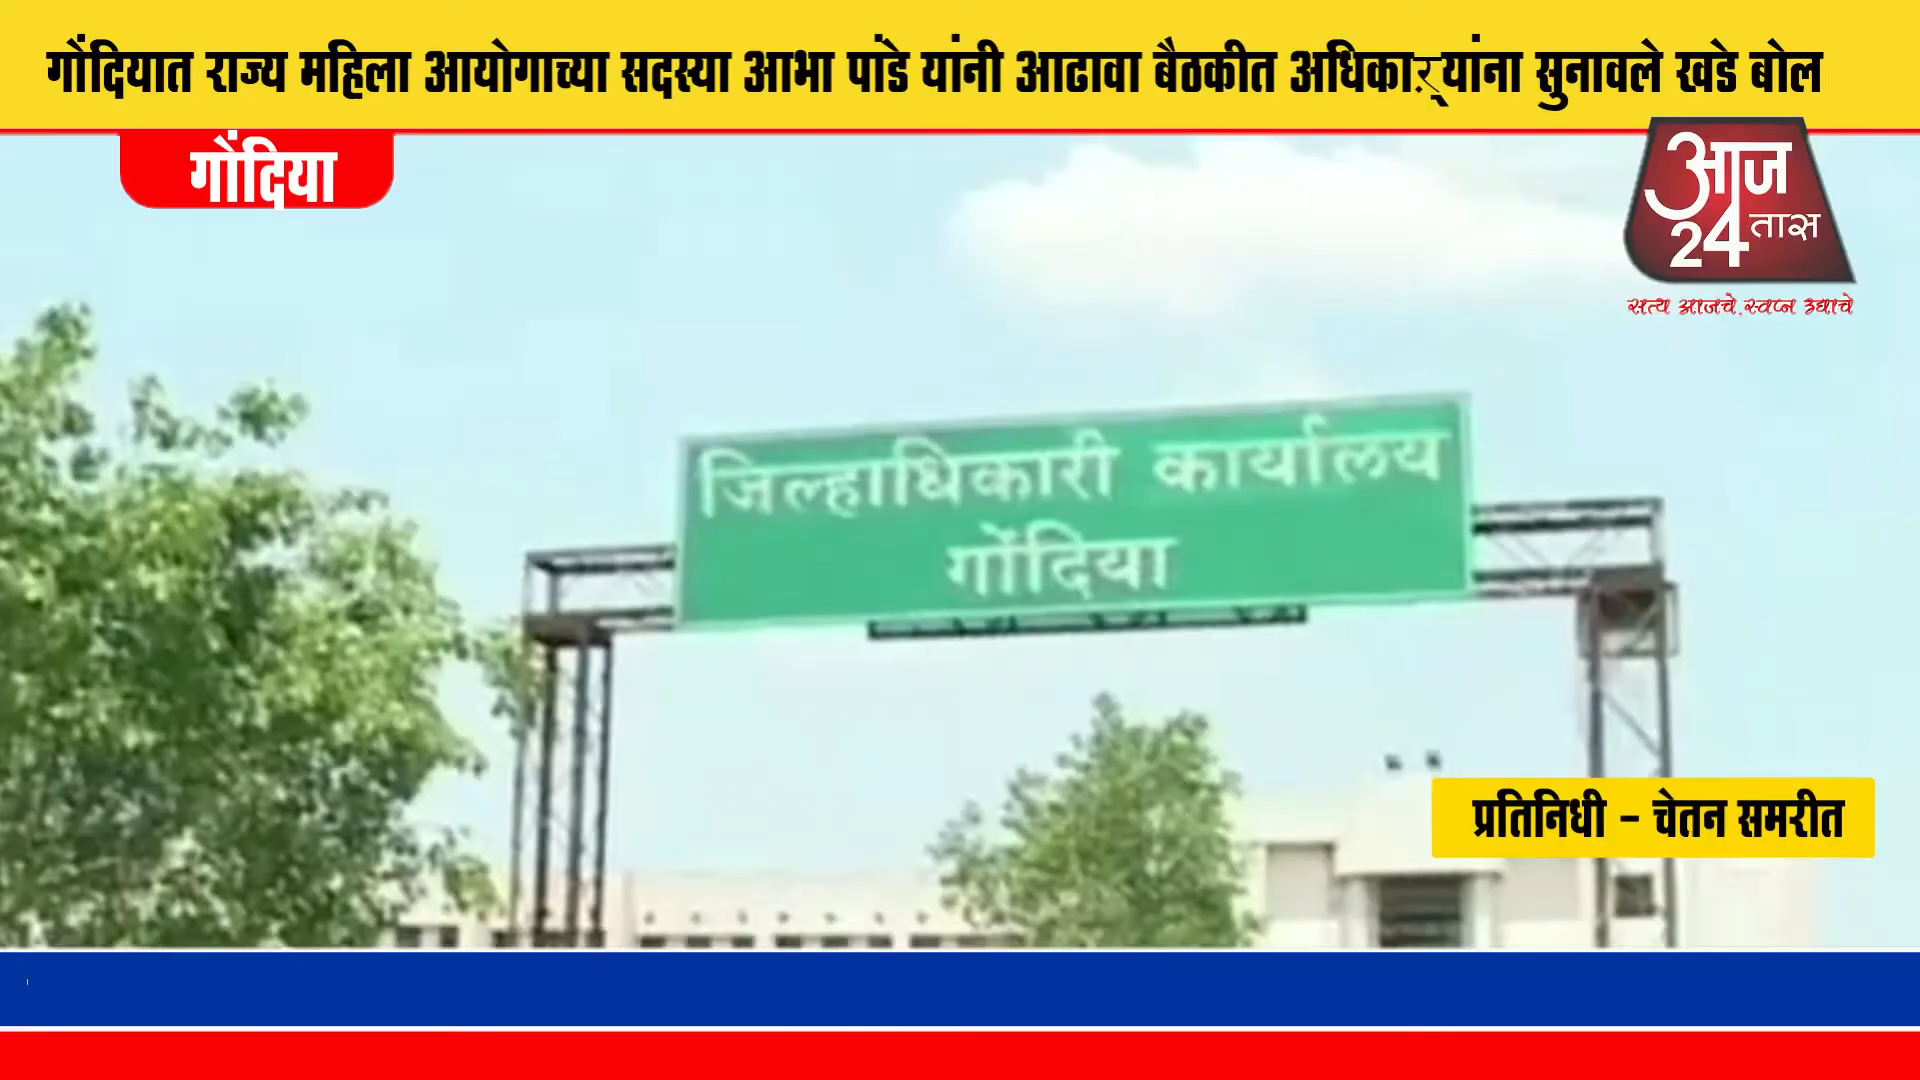 गोंदियात राज्य महिला आयोगाच्या सदस्या आभा पांडे यांनी आढावा बैठकीत अधिकाऱ्यांना सुनावले खडे बोल
गोंदिया
आज
24 तास
सत्य आजचे, स्वप्न उद्याचे
जिल्हाधिकारी कार्यालय
गोंदिया
प्रतिनिधी - चेतन समरीत